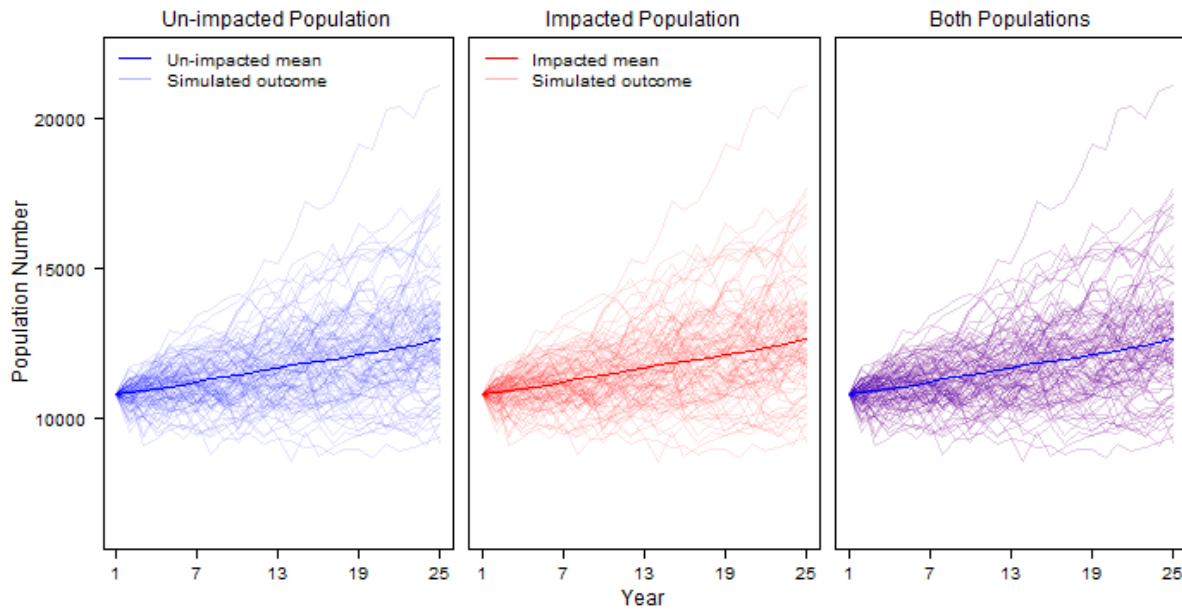 Un-impacted Population
Impacted Population
Both Populations
Un-impacted mean
Simulated outcome
Impacted mean
Simulated outcome
Population Number
20000
15000
10000
1 7 13 19 25
1 7 13 19 25
1 7 13 19 25
Year